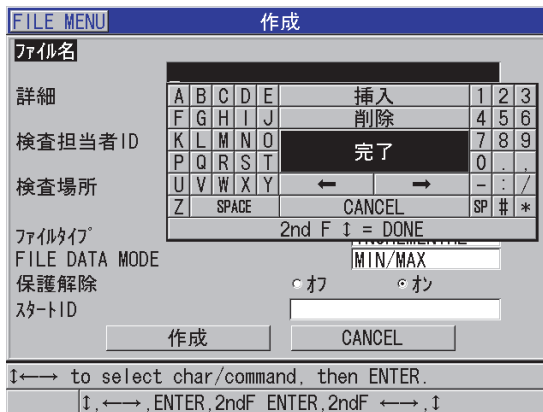 FILE MENU 作成
ファイル名
詳細
検査担当者ID
検査場所
A B C D E 挿入 1 2 3
F G H I J 削除 4 5 6
K L M N O 完了 7 8 9
P Q R S T 0 . ,
U V W X Y ← → - : /
Z SPACE CANCEL SP # *
2nd F ↕ = DONE
ファイルタイプ INCREMENTAL
FILE DATA MODE MIN/MAX
保護解除 オフ オン
スタートID
作成 CANCEL
↕←→ to select char/command, then ENTER.
↕,←→,ENTER,2ndF ENTER,2ndF ←→,↕